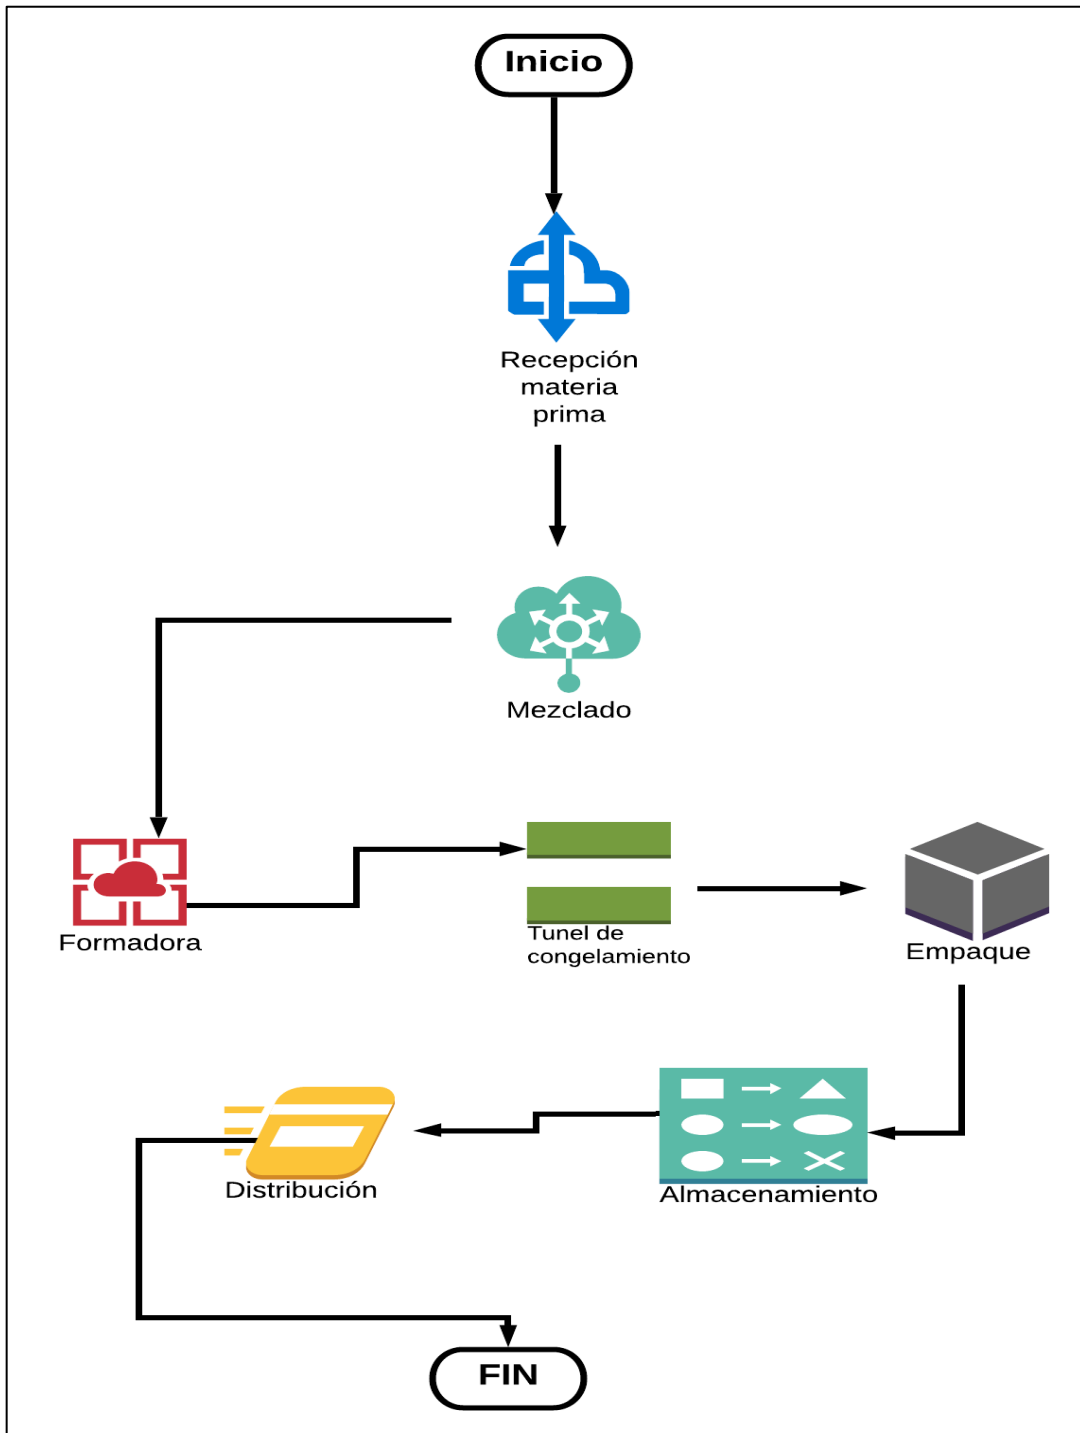 Inicio
Recepción
materia
prima
Mezclado
Formadora
Tunel de
congelamiento
Empaque
Almacenamiento
Distribución
FIN